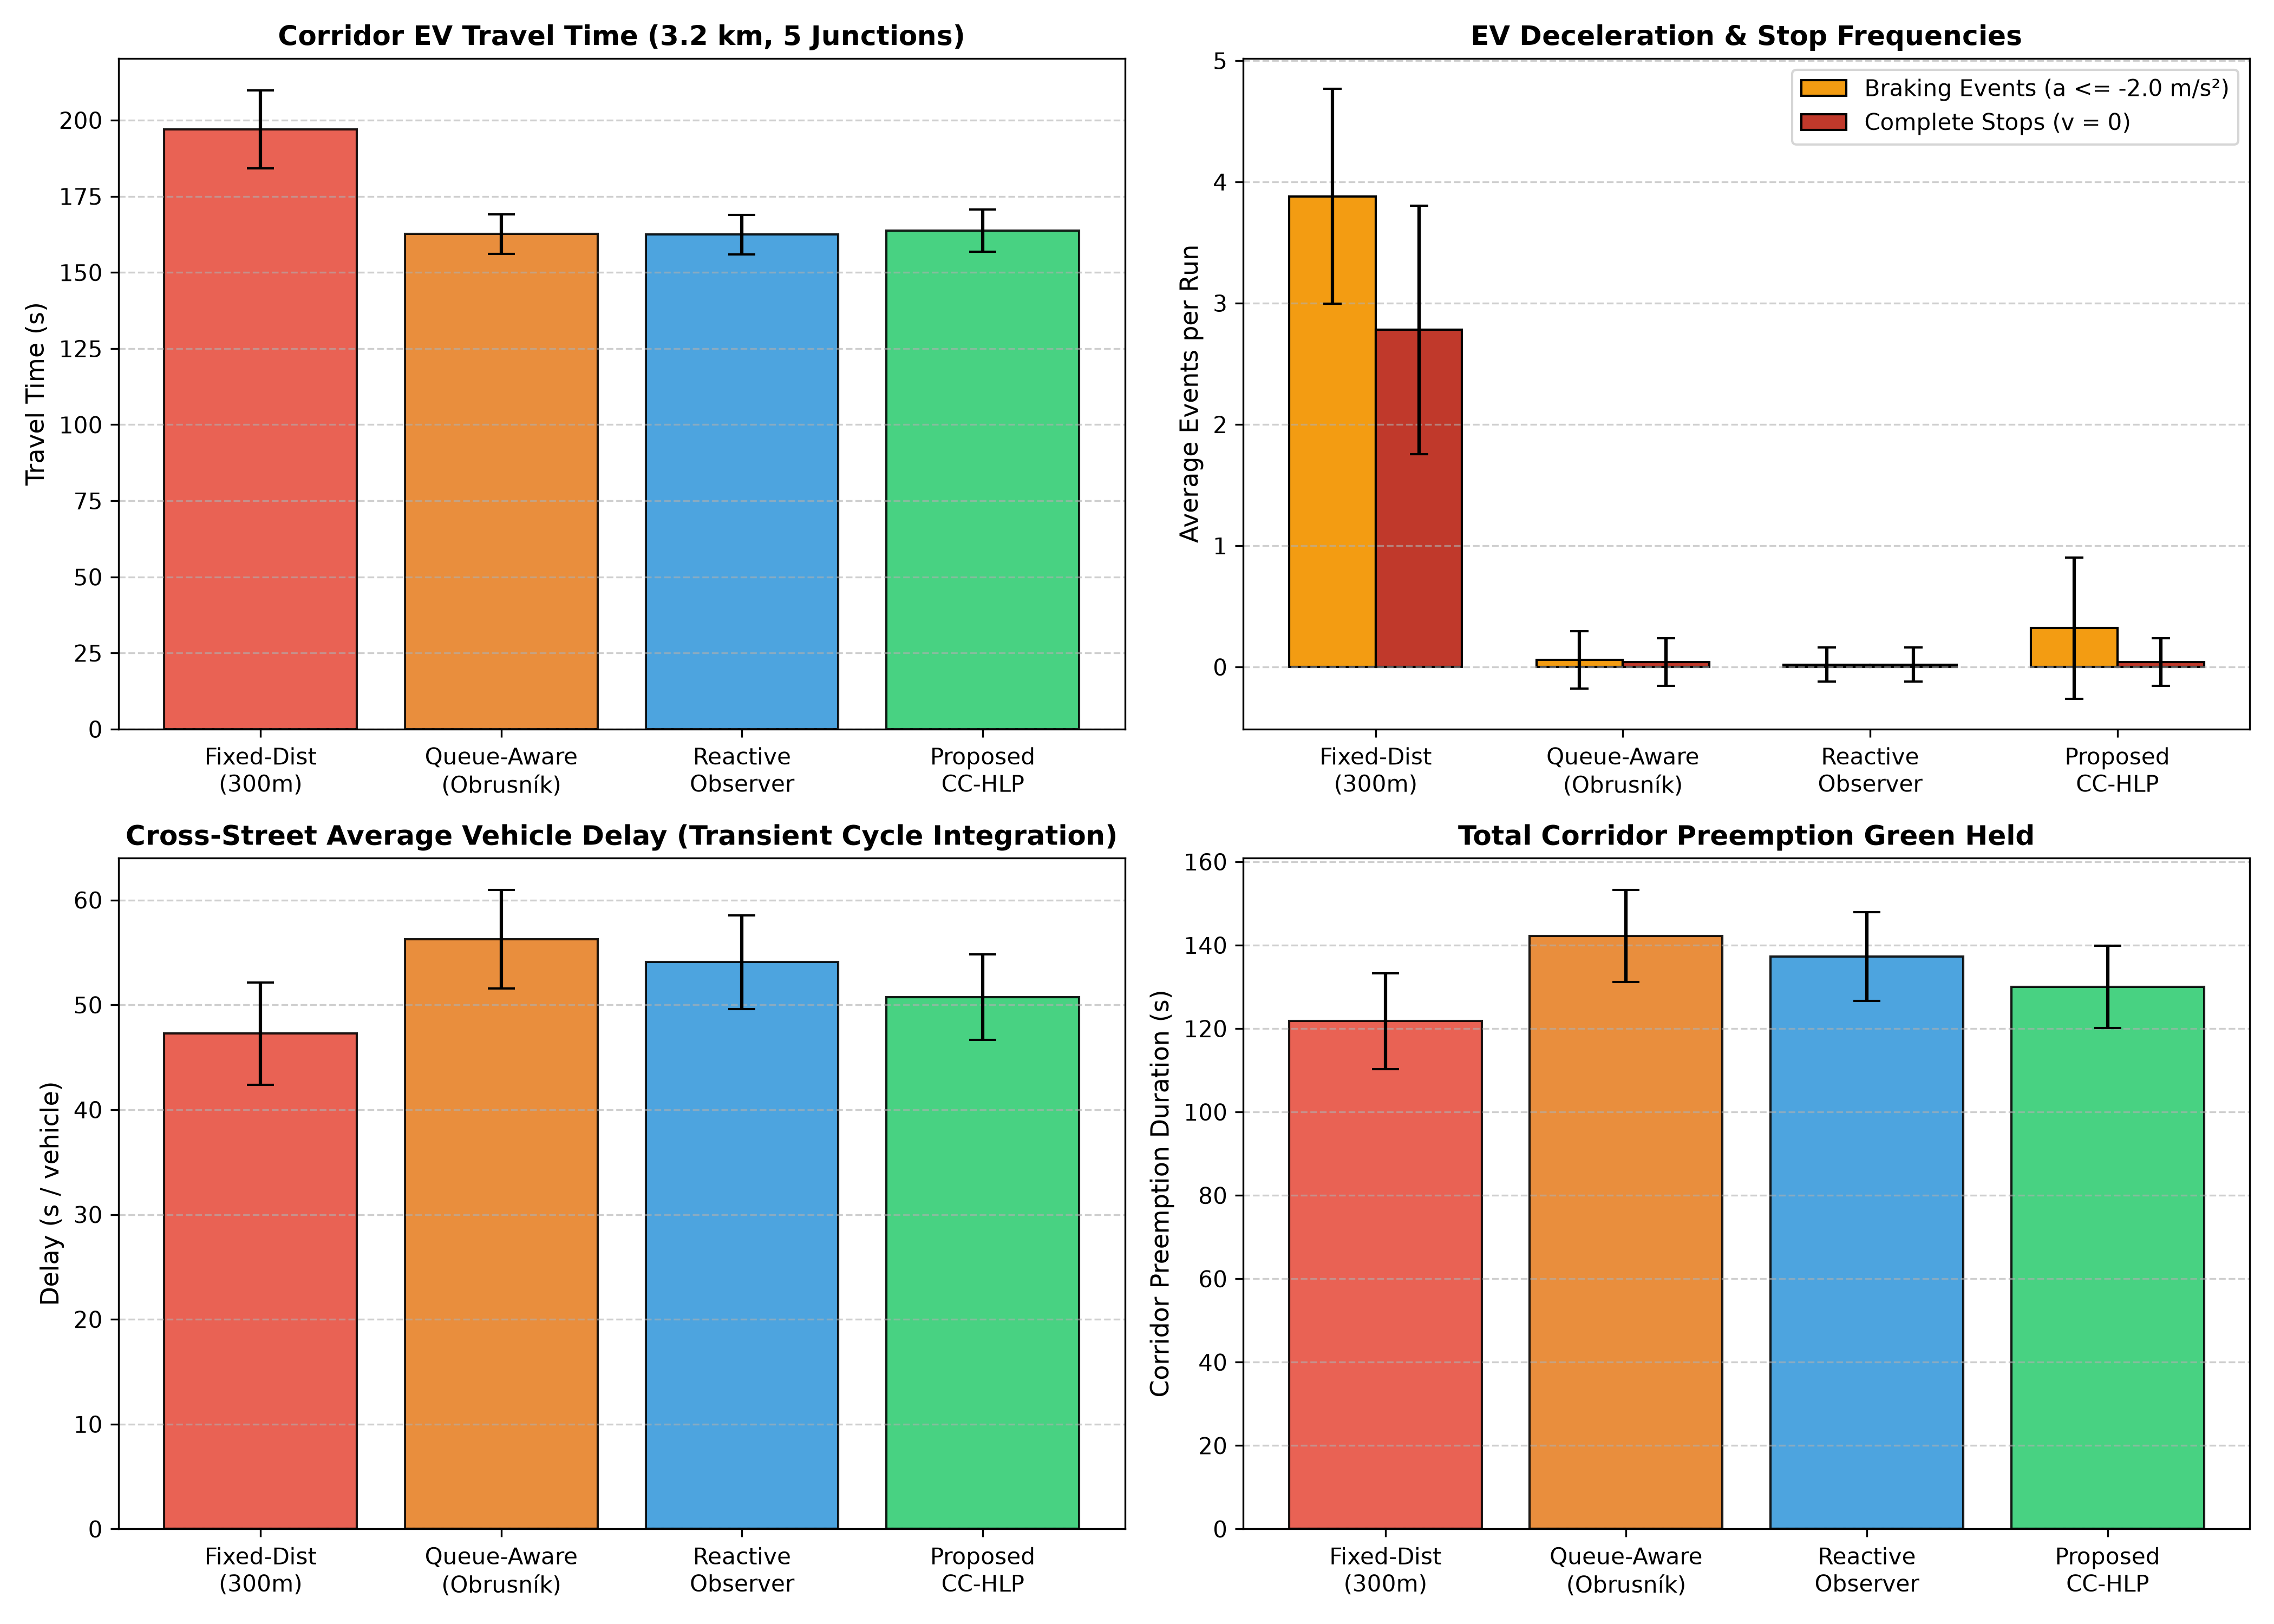 Corridor EV Travel Time (3.2 km, 5 Junctions)
Travel Time (s)
200
175
150
125
100
75
50
25
0
Fixed-Dist
(300m)
Queue-Aware
(Obrusník)
Reactive
Observer
Proposed
CC-HLP
EV Deceleration & Stop Frequencies
Average Events per Run
5
4
3
2
1
0
Braking Events (a <= -2.0 m/s²)
Complete Stops (v = 0)
Fixed-Dist
(300m)
Queue-Aware
(Obrusník)
Reactive
Observer
Proposed
CC-HLP
Cross-Street Average Vehicle Delay (Transient Cycle Integration)
Delay (s / vehicle)
60
50
40
30
20
10
0
Fixed-Dist
(300m)
Queue-Aware
(Obrusník)
Reactive
Observer
Proposed
CC-HLP
Total Corridor Preemption Green Held
Corridor Preemption Duration (s)
160
140
120
100
80
60
40
20
0
Fixed-Dist
(300m)
Queue-Aware
(Obrusník)
Reactive
Observer
Proposed
CC-HLP